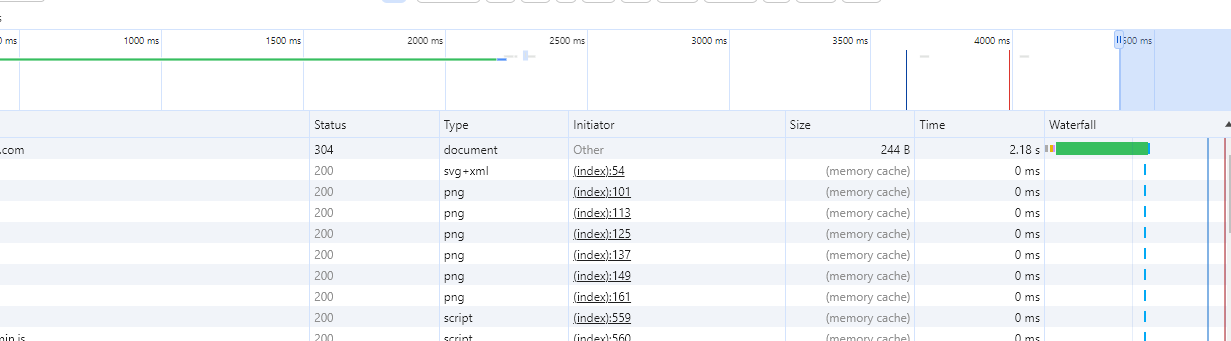 s
0 ms 1000 ms 1500 ms 2000 ms 2500 ms 3000 ms 3500 ms 4000 ms 500 ms
Status Type Initiator Size Time Waterfall
.com 304 document Other 244 B 2.18 s
200 svg+xml (index):54 (memory cache) 0 ms
200 png (index):101 (memory cache) 0 ms
200 png (index):113 (memory cache) 0 ms
200 png (index):125 (memory cache) 0 ms
200 png (index):137 (memory cache) 0 ms
200 png (index):149 (memory cache) 0 ms
200 png (index):161 (memory cache) 0 ms
200 script (index):559 (memory cache) 0 ms
min.js 200 script (index):560 (memory cache) 0 ms